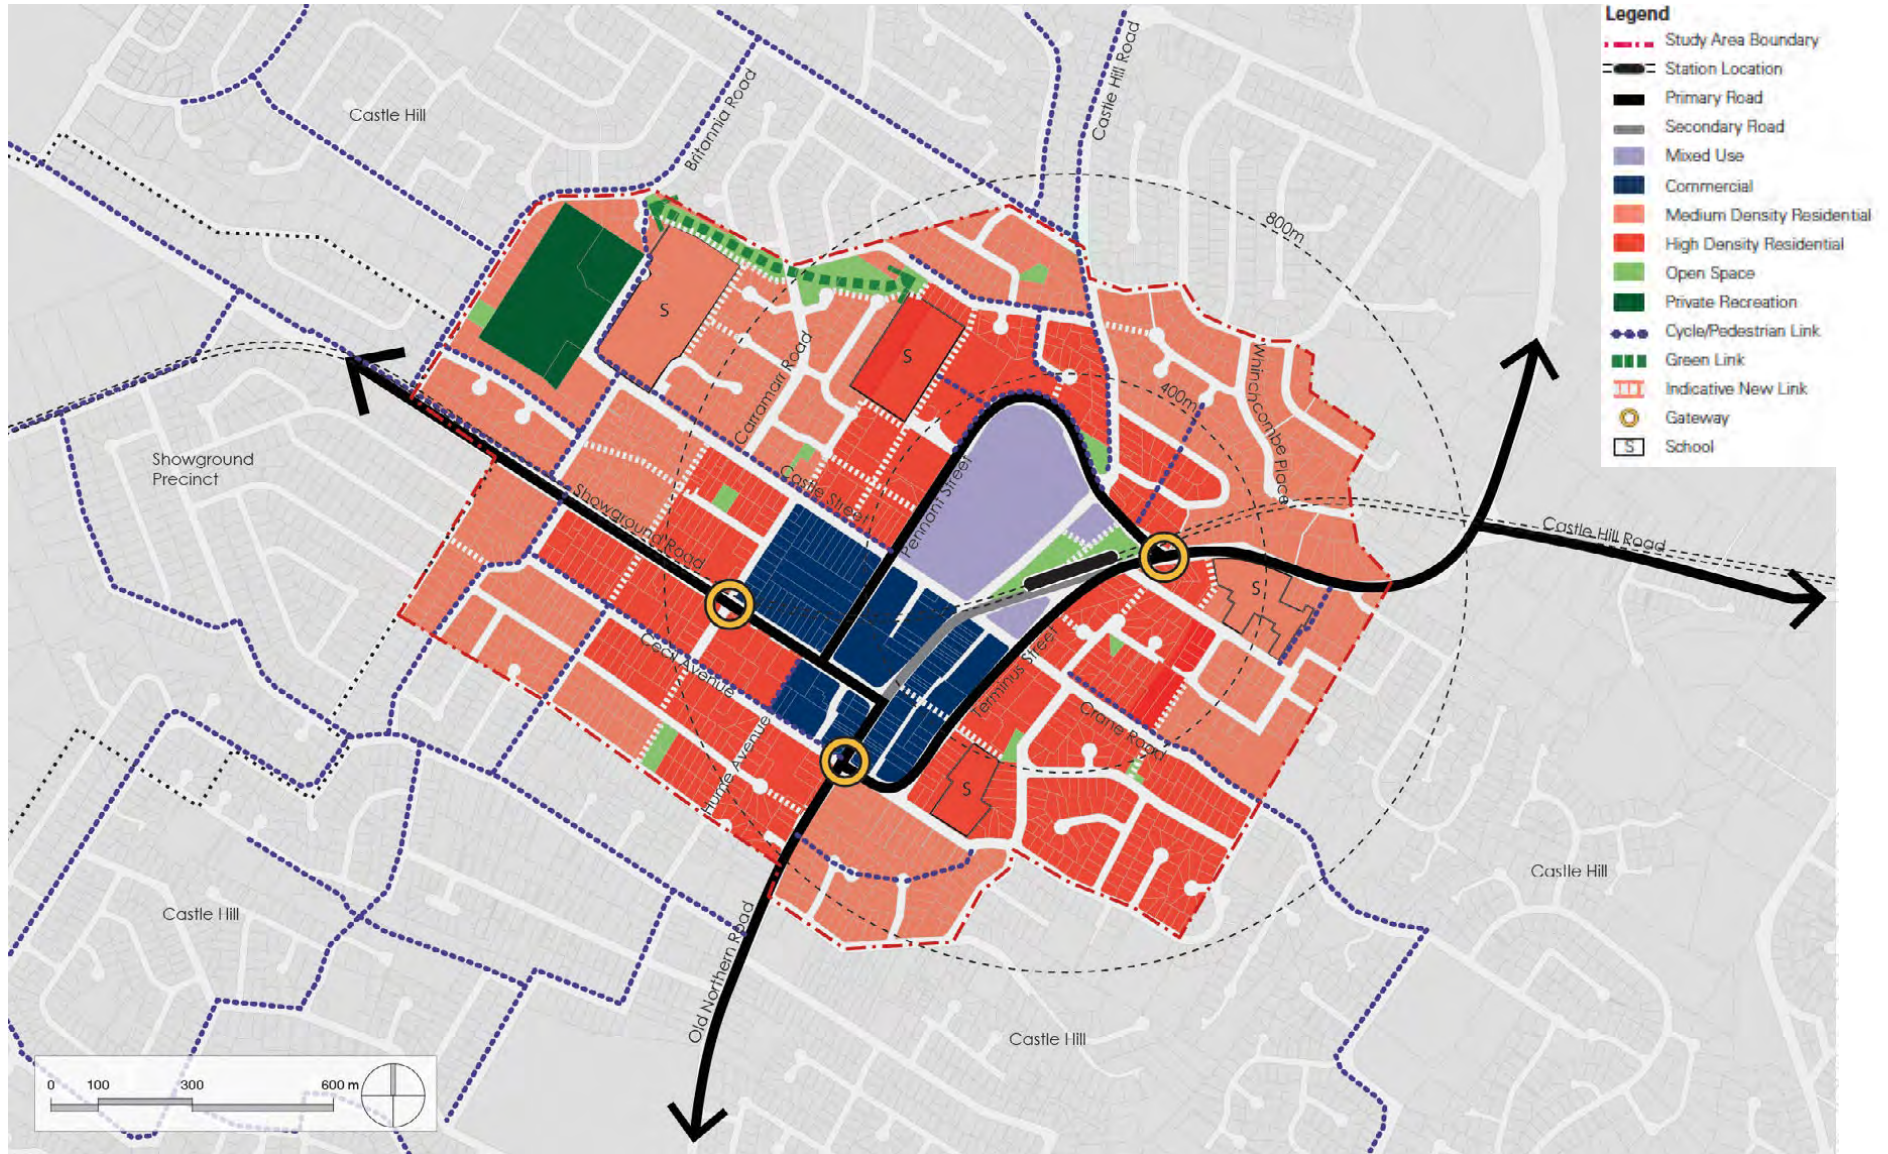 Legend
Study Area Boundary
Station Location
Primary Road
Secondary Road
Mixed Use
Commercial
Medium Density Residential
High Density Residential
Open Space
Private Recreation
Cycle/Pedestrian Link
Green Link
Indicative New Link
Gateway
S School
Castle Hill
Britannia Road
Castle Hill Road
800m
S
S
Carramarr Road
400m
Whinchcombe Place
Showground
Precinct
Castle Street
Pennant Street
Showground Road
Castle Hill Road
S
Cecil Avenue
Terminus Street
Crane Road
Hume Avenue
S
Castle Hill
Castle Hill
Old Northern Road
Castle Hill
0 100 300 600 m